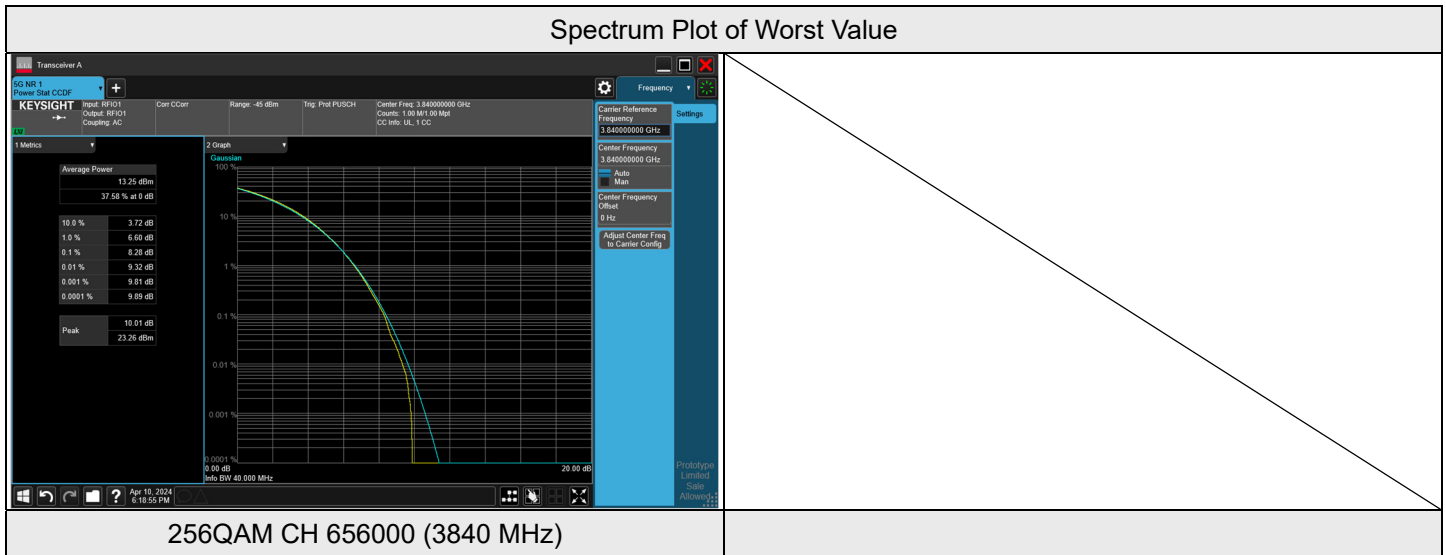 Spectrum Plot of Worst Value
Transceiver A
5G NR 1
Power Stat CCDF
Frequency
KEYSIGHT
Input: RFIO1
Output: RFIO1
Coupling: AC
Corr CCorr
Range: -45 dBm
Trig: Prot PUSCH
Center Freq: 3.840000000 GHz
Counts: 1.00 M/1.00 Mpt
CC Info: UL, 1 CC
LXI
Carrier Reference
Frequency
3.840000000 GHz
Settings
Center Frequency
3.840000000 GHz
Auto
Man
Center Frequency
Offset
0 Hz
Adjust Center Freq
to Carrier Config
1 Metrics
Average Power
13.25 dBm
37.58 % at 0 dB
10.0 % 3.72 dB
1.0 % 6.60 dB
0.1 % 8.28 dB
0.01 % 9.32 dB
0.001 % 9.81 dB
0.0001 % 9.89 dB
Peak
10.01 dB
23.26 dBm
2 Graph
Gaussian
100 %
10 %
1 %
0.1 %
0.01 %
0.001 %
0.0001 %
0.00 dB 20.00 dB
Info BW 40.000 MHz
Prototype
Limited
Sale
Allowed
? Apr 10, 2024
6:18:55 PM
256QAM CH 656000 (3840 MHz)